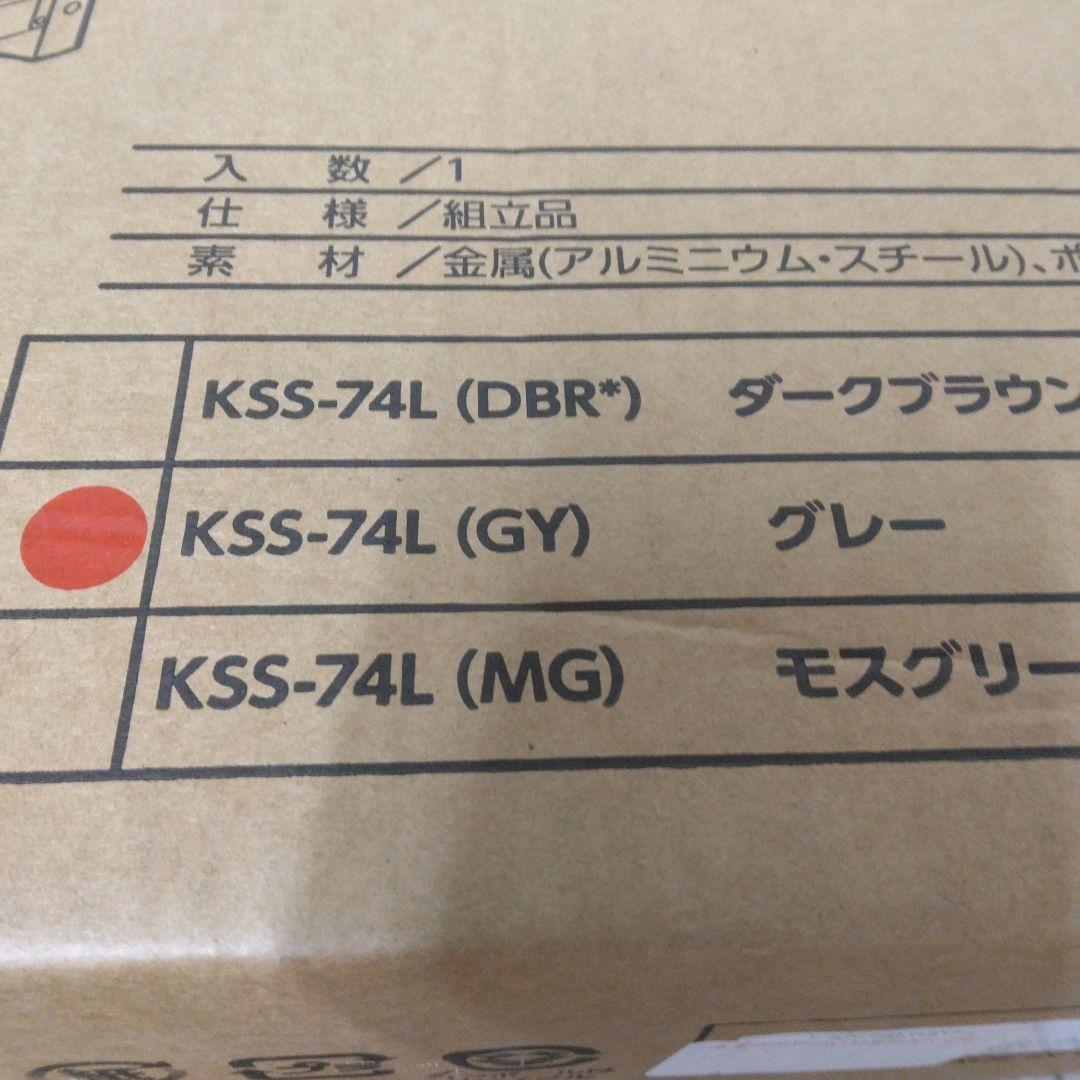 入 数 ／1
仕 様 ／組立品
素 材 ／金属(アルミニウム・スチール)、ポ
KSS-74L (DBR*) ダークブラウン
KSS-74L (GY) グレー
KSS-74L (MG) モスグリー